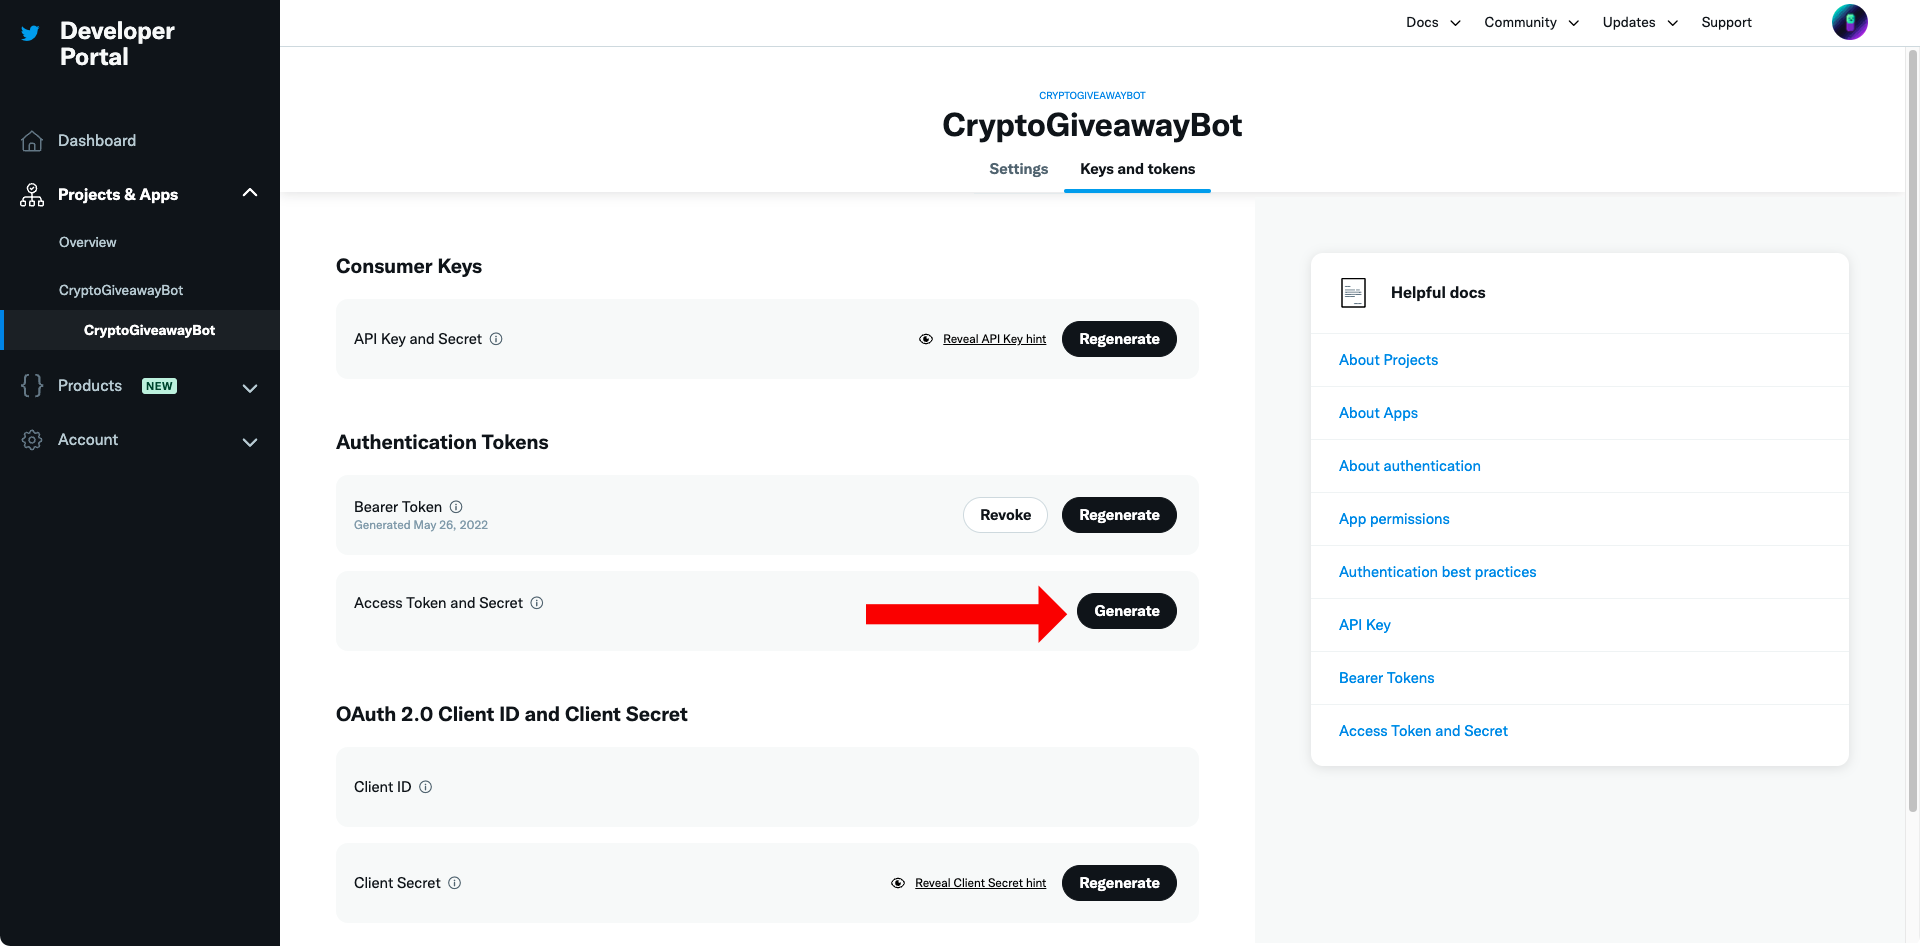 Developer
Portal
Docs
Community
Updates
Support
Dashboard
Projects & Apps
Overview
CryptoGiveawayBot
CryptoGiveawayBot
Products NEW
Account
CRYPTOGIVEAWAYBOT
CryptoGiveawayBot
Settings
Keys and tokens
Consumer Keys
API Key and Secret
Reveal API Key hint
Regenerate
Authentication Tokens
Bearer Token
Generated May 26, 2022
Revoke
Regenerate
Access Token and Secret
Generate
OAuth 2.0 Client ID and Client Secret
Client ID
Client Secret
Reveal Client Secret hint
Regenerate
Helpful docs
About Projects
About Apps
About authentication
App permissions
Authentication best practices
API Key
Bearer Tokens
Access Token and Secret